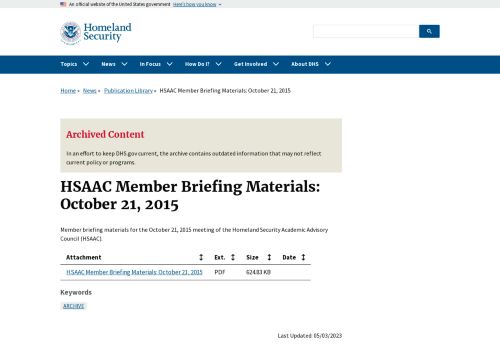 An official website of the United States government Here's how you know
Homeland
Security
Topics News In Focus How Do I? Get Involved About DHS
Home » News » Publication Library » HSAAC Member Briefing Materials: October 21, 2015
Archived Content
In an effort to keep DHS.gov current, the archive contains outdated information that may not reflect
current policy or programs.
HSAAC Member Briefing Materials:
October 21, 2015
Member briefing materials for the October 21, 2015 meeting of the Homeland Security Academic Advisory
Council (HSAAC).
Attachment Ext. Size Date
HSAAC Member Briefing Materials: October 21, 2015 PDF 624.83 KB
Keywords
ARCHIVE
Last Updated: 05/03/2023